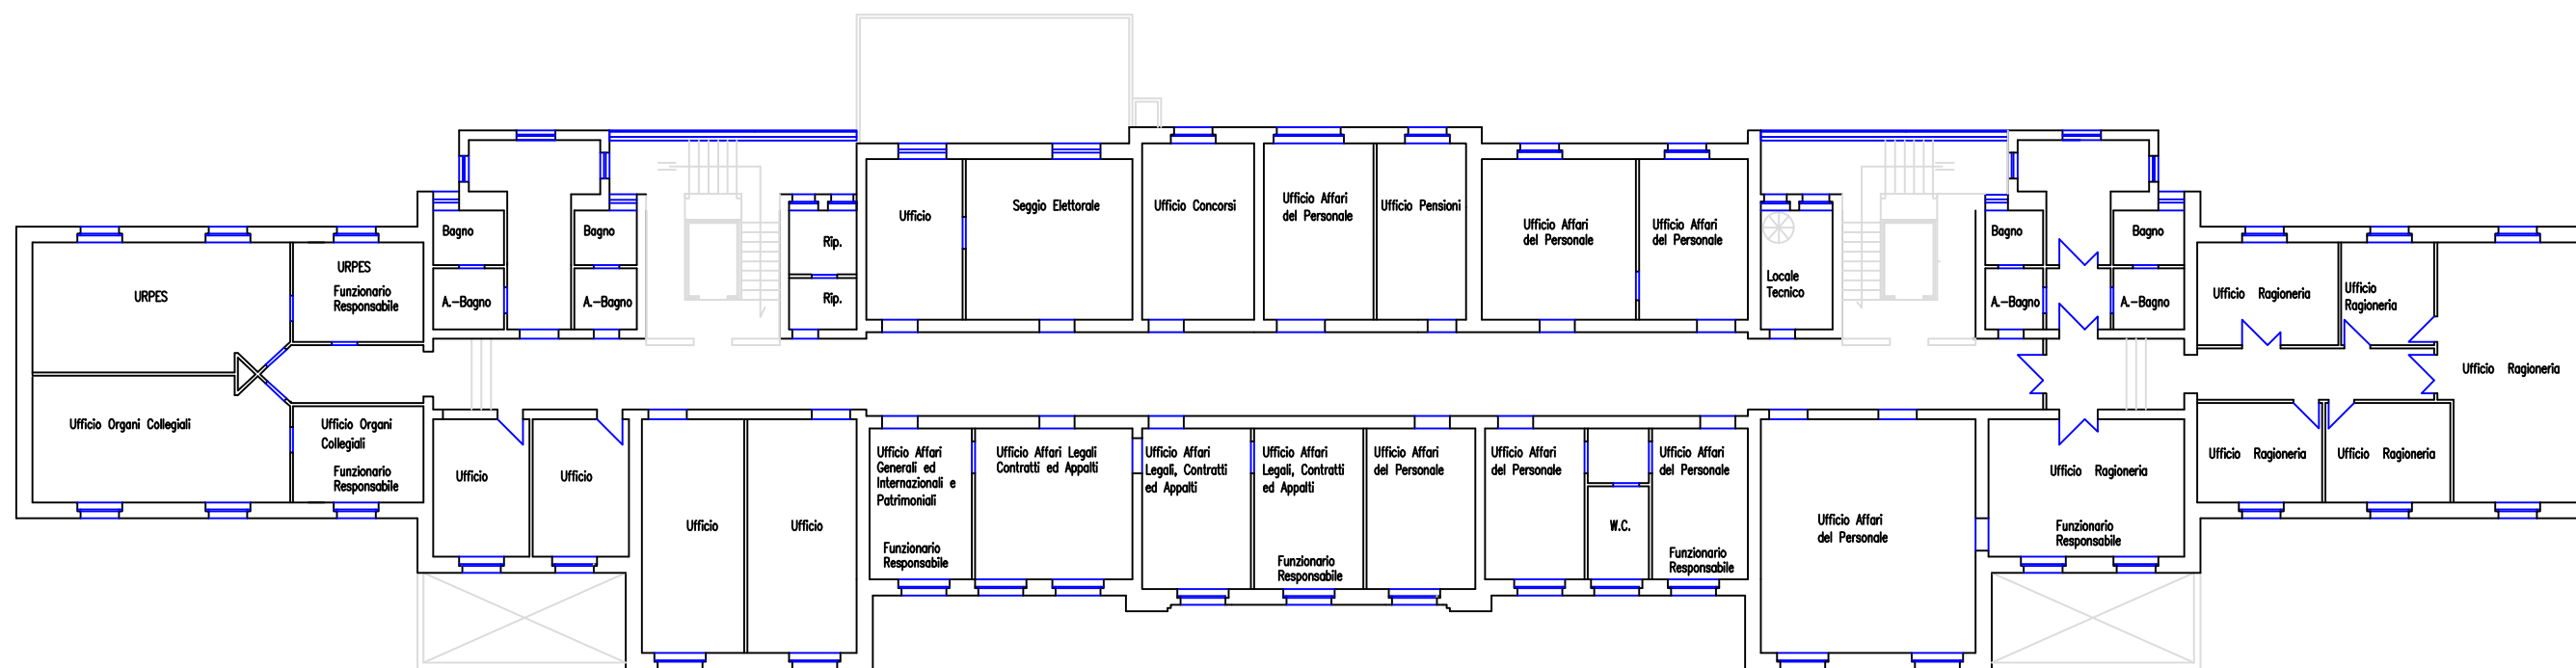 Ufficio
Seggio Elettorale
Ufficio Concorsi
Ufficio Affari
del Personale
Ufficio Pensioni
Ufficio Affari
del Personale
Ufficio Affari
del Personale
Bagno
Bagno
Rip.
Bagno
Bagno
URPES
URPES
Funzionario
Responsabile
A.-Bagno
A.-Bagno
Rip.
Locale
Tecnico
A.-Bagno
A.-Bagno
Ufficio Ragioneria
Ufficio
Ragioneria
Ufficio Ragioneria
Ufficio Organi Collegiali
Ufficio Organi
Collegiali
Funzionario
Responsabile
Ufficio
Ufficio
Ufficio
Ufficio
Ufficio Affari
Generali ed
Internazionali e
Patrimoniali
Funzionario
Responsabile
Ufficio Affari Legali
Contratti ed Appalti
Ufficio Affari
Legali, Contratti
ed Appalti
Ufficio Affari
Legali, Contratti
ed Appalti
Funzionario
Responsabile
Ufficio Affari
del Personale
Ufficio Affari
del Personale
W.C.
Ufficio Affari
del Personale
Funzionario
Responsabile
Ufficio Affari
del Personale
Ufficio Ragioneria
Funzionario
Responsabile
Ufficio Ragioneria
Ufficio Ragioneria